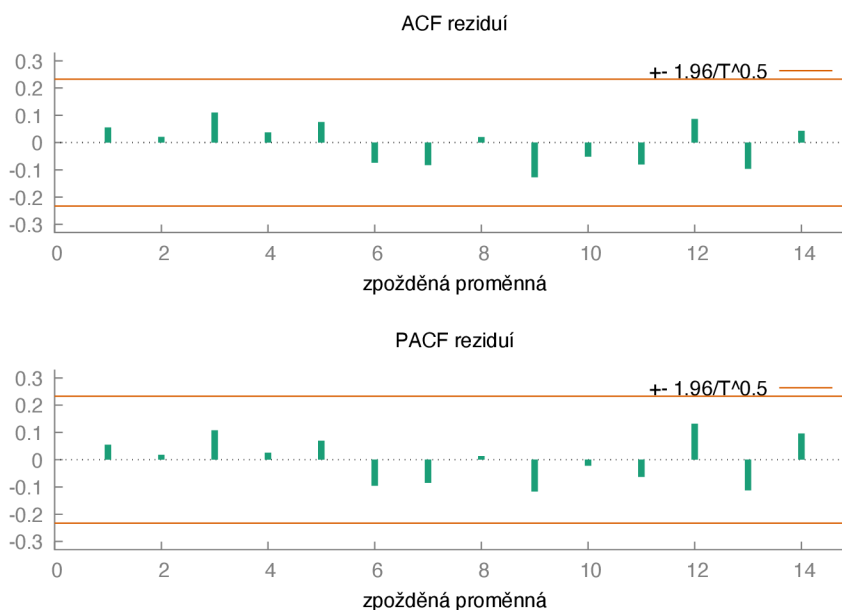 ACF reziduí
+- 1.96/T^0.5
0.3
0.2
0.1
0
-0.1
-0.2
-0.3
0 2 4 6 8 10 12 14
zpožděná proměnná
PACF reziduí
+- 1.96/T^0.5
0.3
0.2
0.1
0
-0.1
-0.2
-0.3
0 2 4 6 8 10 12 14
zpožděná proměnná